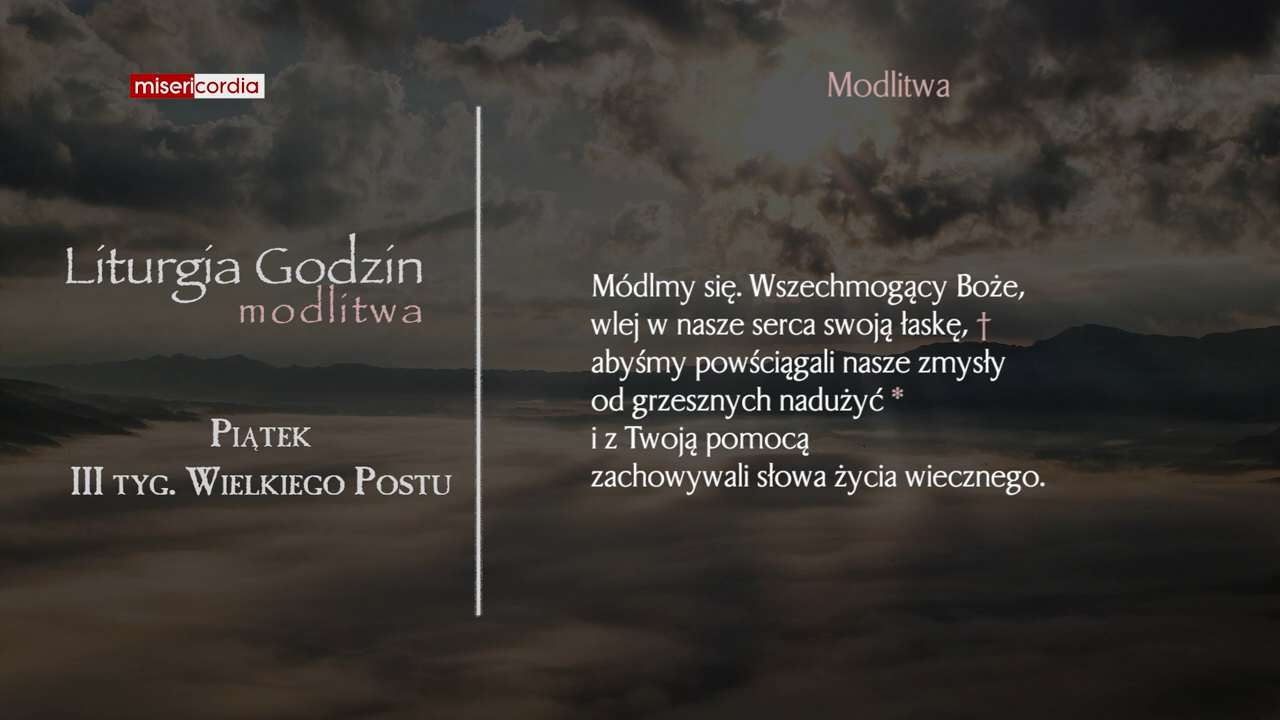 misericordia
Liturgia Godzin
modlitwa
Piątek
III tyg. Wielkiego Postu
Modlitwa
Módlmy się. Wszechmogący Boże,
wlej w nasze serca swoją łaskę, †
abyśmy powściągali nasze zmysły
od grzesznych nadużyć *
i z Twoją pomocą
zachowywali słowa życia wiecznego.